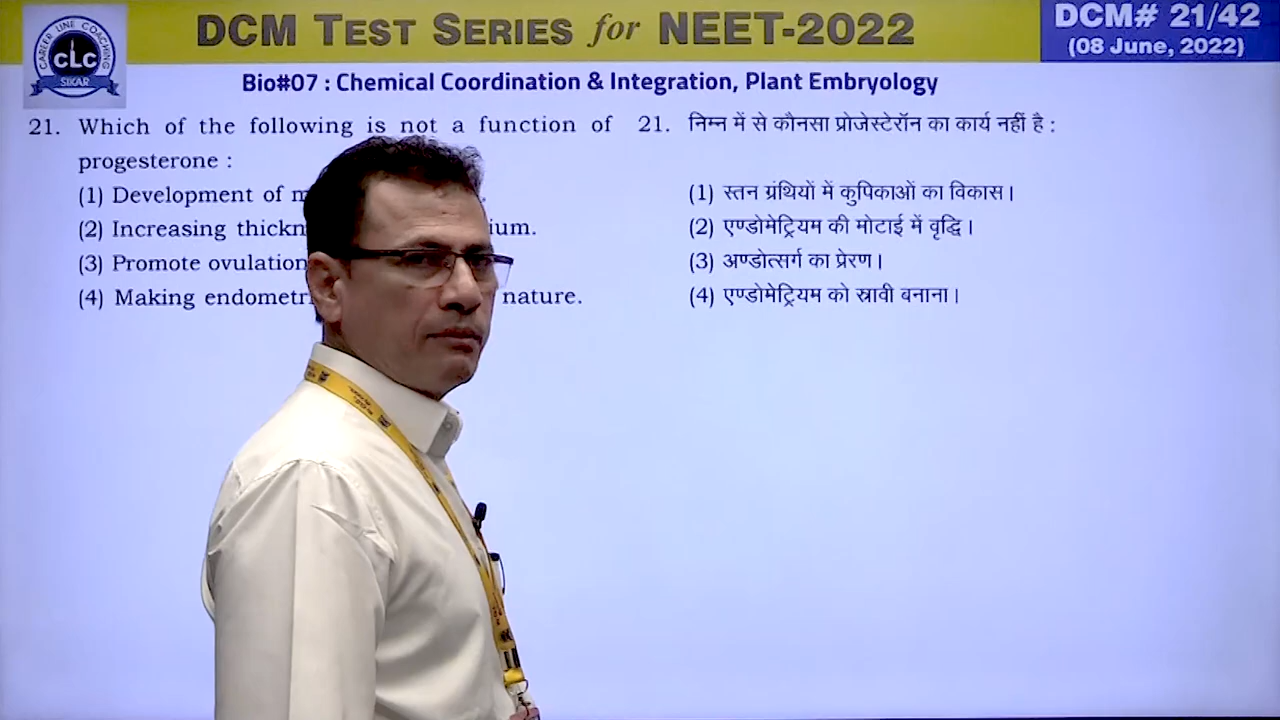 CAREER LINE COACHING
CLC
SIKAR
DCM TEST SERIES for NEET-2022
DCM# 21/42
(08 June, 2022)
Bio#07 : Chemical Coordination & Integration, Plant Embryology
21. Which of the following is not a function of
progesterone :
(1) Development of
(2) Increasing
(3) Promote ovulation
(4) Making nature.
21. निम्न में से कौनसा प्रोजेस्टेरॉन का कार्य नहीं है :
(1) स्तन ग्रंथियों में कुपिकाओं का विकास।
(2) एण्डोमेट्रियम की मोटाई में वृद्धि।
(3) अण्डोत्सर्ग का प्रेरण।
(4) एण्डोमेट्रियम को स्रावी बनाना।